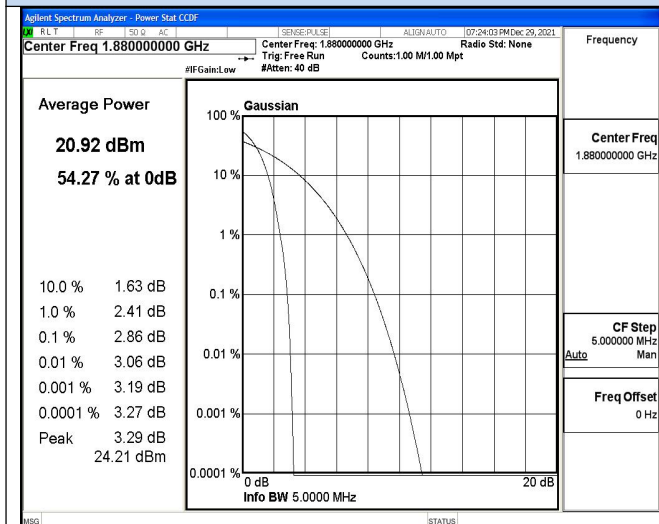 Agilent Spectrum Analyzer - Power Stat CCDF
LXI RLT RF 50 Ω AC SENSE:PULSE ALIGN AUTO 07:24:03 PM Dec 29, 2021
Center Freq 1.880000000 GHz
Center Freq: 1.880000000 GHz Radio Std: None
Trig: Free Run Counts:1.00 M/1.00 Mpt
#IFGain:Low #Atten: 40 dB
Frequency
Average Power
20.92 dBm
54.27 % at 0dB
10.0 % 1.63 dB
1.0 % 2.41 dB
0.1 % 2.86 dB
0.01 % 3.06 dB
0.001 % 3.19 dB
0.0001 % 3.27 dB
Peak 3.29 dB
24.21 dBm
Gaussian
100 %
10 %
1 %
0.1 %
0.01 %
0.001 %
0.0001 %
0 dB 20 dB
Info BW 5.0000 MHz
Center Freq
1.880000000 GHz
CF Step
5.000000 MHz
Auto Man
Freq Offset
0 Hz
MSG STATUS